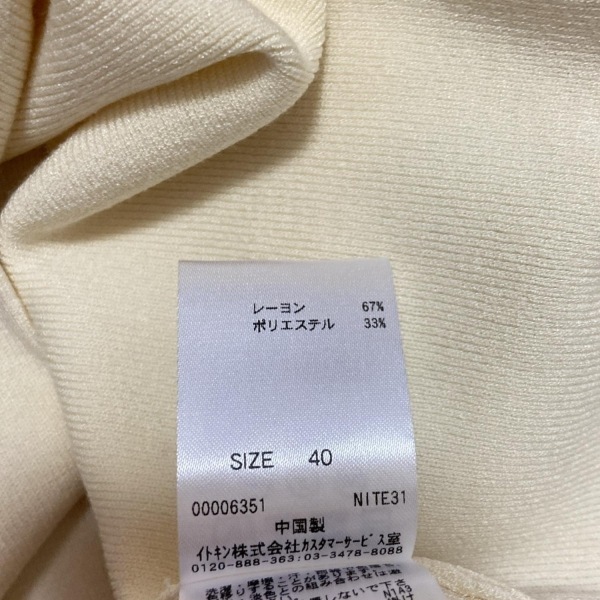 レーヨン 67%
ポリエステル 33%
SIZE 40
00006351 NITE31
中国製
イトキン株式会社カスタマーサービス室
0120-888-363:03-3478-8088
N1A3